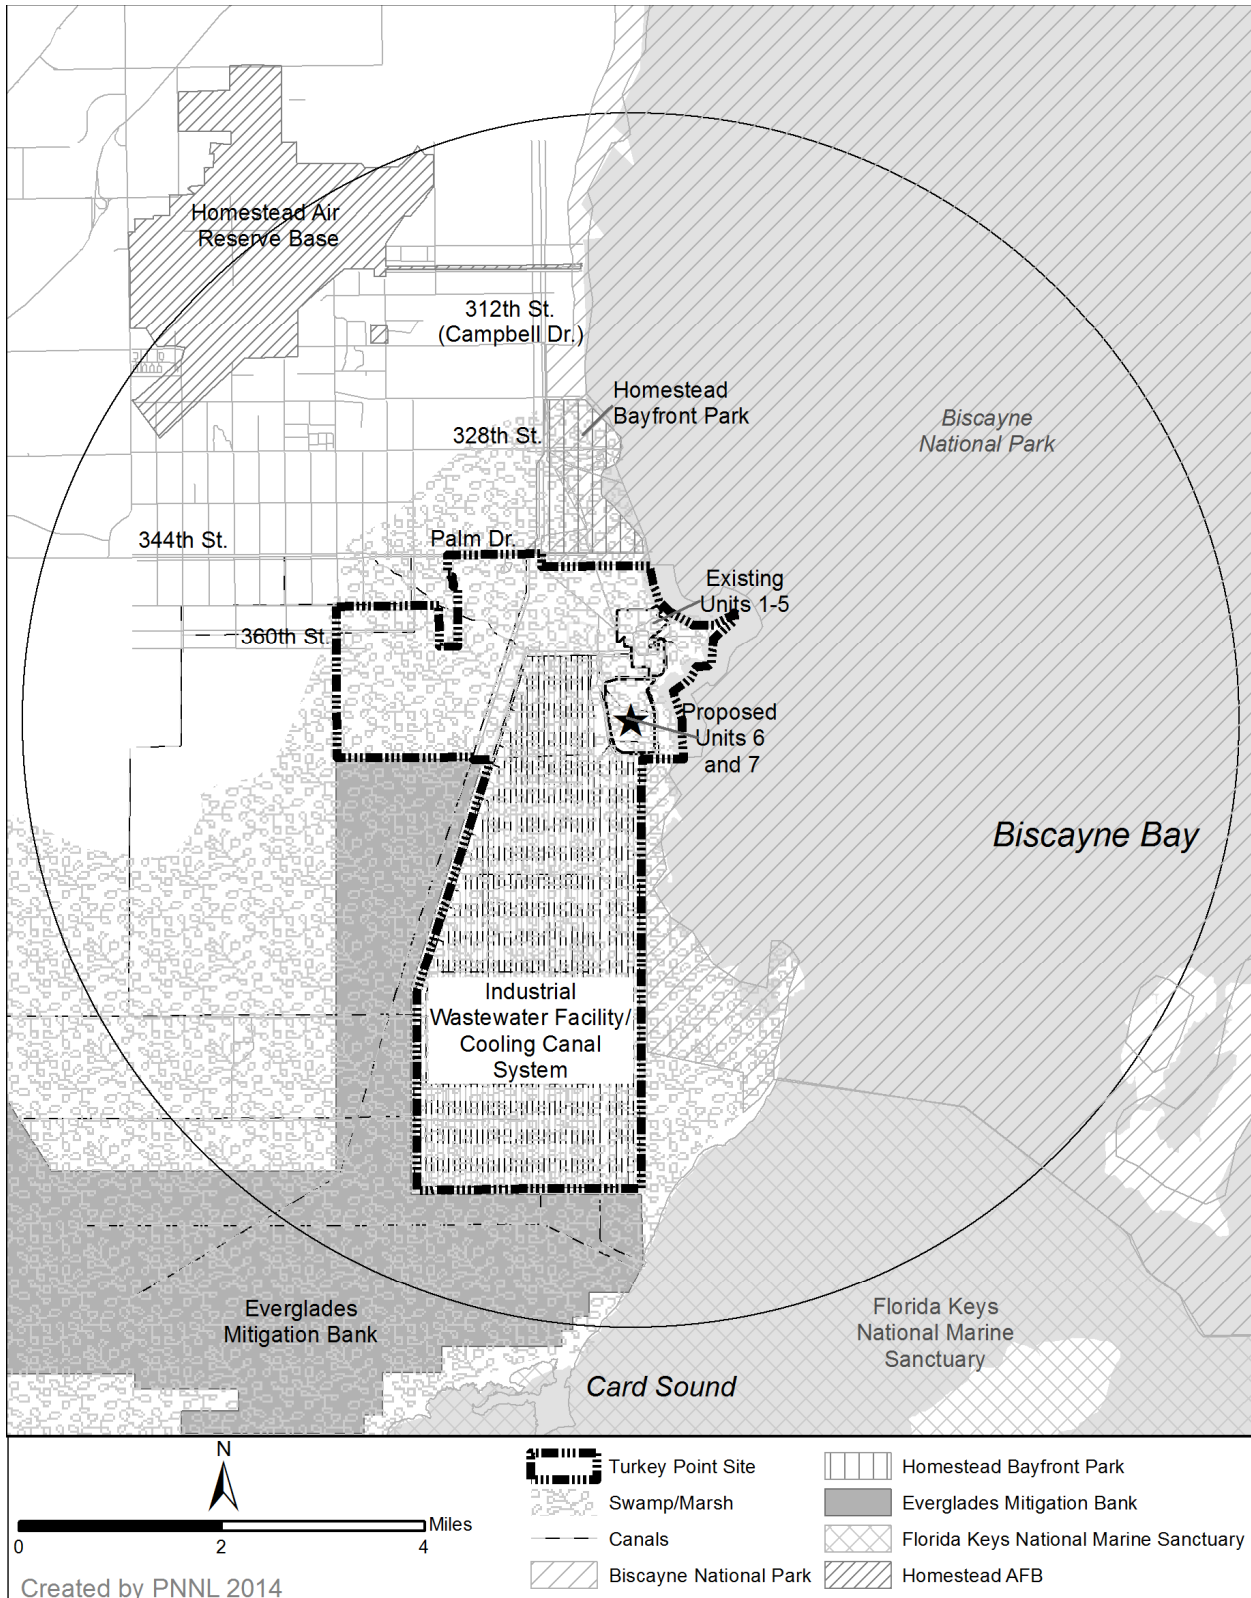 Homestead Air
Reserve Base
312th St.
(Campbell Dr.)
Homestead
Bayfront Park
Biscayne
National Park
328th St.
344th St.
Palm Dr.
Existing
Units 1-5
360th St.
Proposed
Units 6
and 7
Biscayne Bay
Industrial
Wastewater Facility/
Cooling Canal
System
Everglades
Mitigation Bank
Florida Keys
National Marine
Sanctuary
Card Sound
N
Miles
0 2 4
Created by PNNL 2014
Turkey Point Site
Swamp/Marsh
Canals
Biscayne National Park
Homestead Bayfront Park
Everglades Mitigation Bank
Florida Keys National Marine Sanctuary
Homestead AFB